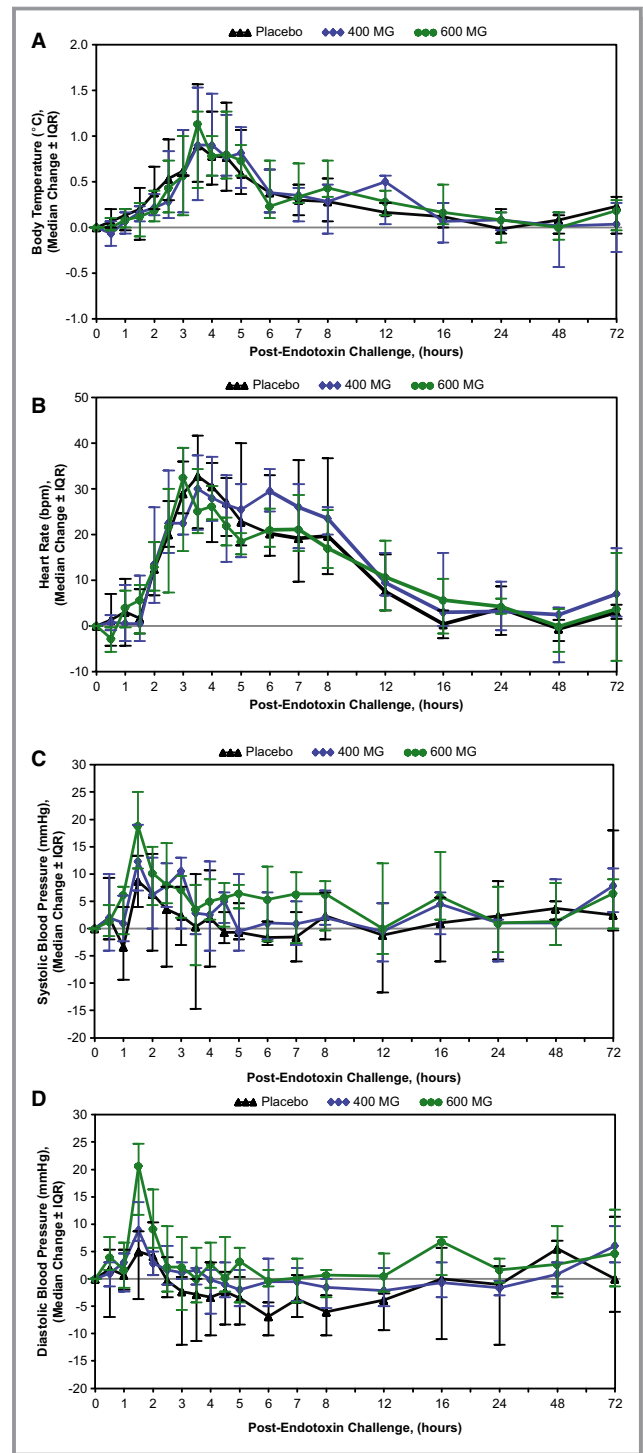 A
Placebo 400 MG 600 MG
Body Temperature (°C),
(Median Change ± IQR)
2.0
1.5
1.0
0.5
0.0
0.5
-1.0
0 1 2 3 4 5 6 7 8 12 16 24 48 72
Post-Endotoxin Challenge, (hours)
B
Placebo 400 MG 600 MG
Heart Rate (bpm),
(Median Change ± IQR)
50
40
30
20
10
0
-10
0 1 2 3 4 5 6 7 8 12 16 24 48 72
Post-Endotoxin Challenge, (hours)
C
Placebo 400 MG 600 MG
Systolic Blood Pressure (mmHg),
(Median Change ± IQR)
30
25
20
15
10
5
0
-5
-10
-15
-20
0 1 2 3 4 5 6 7 8 12 16 24 48 72
Post-Endotoxin Challenge, (hours)
D
Placebo 400 MG 600 MG
Diastolic Blood Pressure (mmHg),
(Median Change ± IQR)
30
25
20
15
10
5
0
-5
-10
-15
-20
0 1 2 3 4 5 6 7 8 12 16 24 48 72
Post-Endotoxin Challenge, (hours)